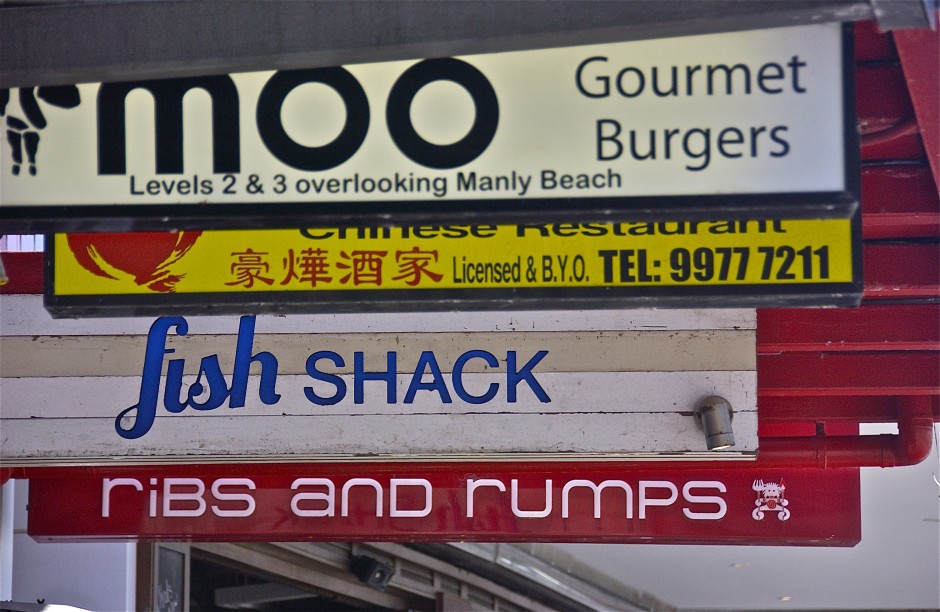 moo
Gourmet
Burgers
Levels 2 & 3 overlooking Manly Beach
Chinese Restaurant
豪燁酒家 Licensed & B.Y.O. TEL: 9977 7211
fish SHACK
riBS and rumps